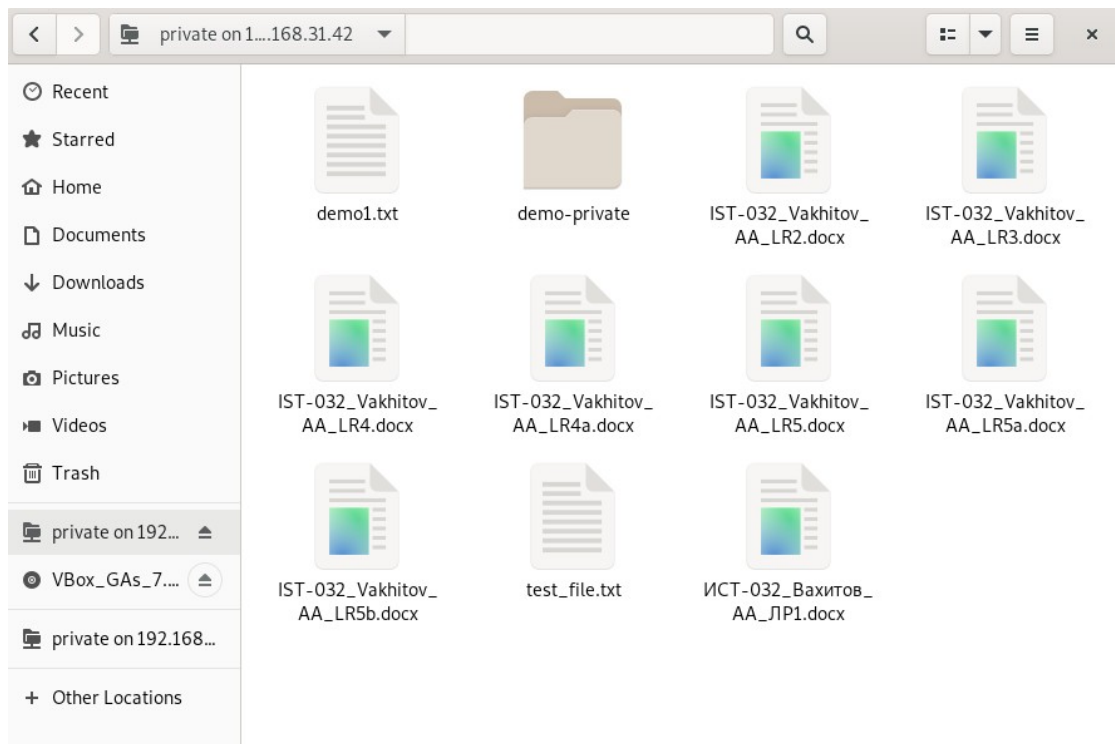 private on 1....168.31.42
Recent
Starred
Home
Documents
Downloads
Music
Pictures
Videos
Trash
private on 192...
VBox_GAs_7....
private on 192.168...
+ Other Locations
demo1.txt
demo-private
IST-032_Vakhitov_
AA_LR2.docx
IST-032_Vakhitov_
AA_LR3.docx
IST-032_Vakhitov_
AA_LR4.docx
IST-032_Vakhitov_
AA_LR4a.docx
IST-032_Vakhitov_
AA_LR5.docx
IST-032_Vakhitov_
AA_LR5a.docx
IST-032_Vakhitov_
AA_LR5b.docx
test_file.txt
ИСТ-032_Вахитов_
АА_ЛР1.docx